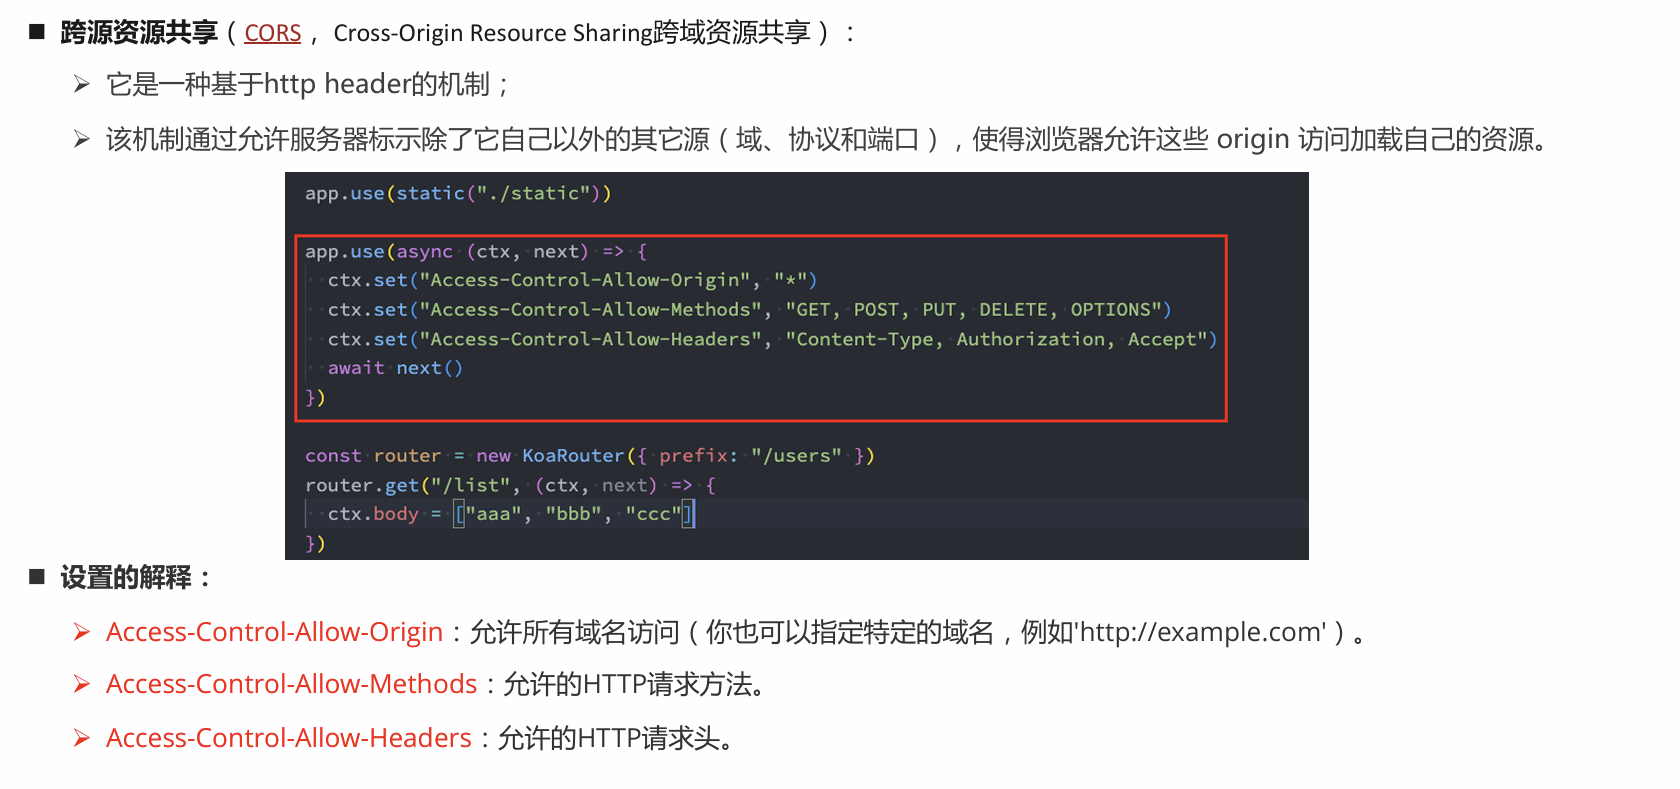 ■ 跨源资源共享（CORS， Cross-Origin Resource Sharing跨域资源共享）：
➢ 它是一种基于http header的机制；
➢ 该机制通过允许服务器标示除了它自己以外的其它源（域、协议和端口），使得浏览器允许这些 origin 访问加载自己的资源。
app.use(static("./static"))
app.use(async (ctx, next) => {
  ctx.set("Access-Control-Allow-Origin", "*")
  ctx.set("Access-Control-Allow-Methods", "GET, POST, PUT, DELETE, OPTIONS")
  ctx.set("Access-Control-Allow-Headers", "Content-Type, Authorization, Accept")
  await next()
})
const router = new KoaRouter({ prefix: "/users" })
router.get("/list", (ctx, next) => {
  ctx.body = ["aaa", "bbb", "ccc"]
})
■ 设置的解释：
➢ Access-Control-Allow-Origin：允许所有域名访问（你也可以指定特定的域名，例如'http://example.com'）。
➢ Access-Control-Allow-Methods：允许的HTTP请求方法。
➢ Access-Control-Allow-Headers：允许的HTTP请求头。